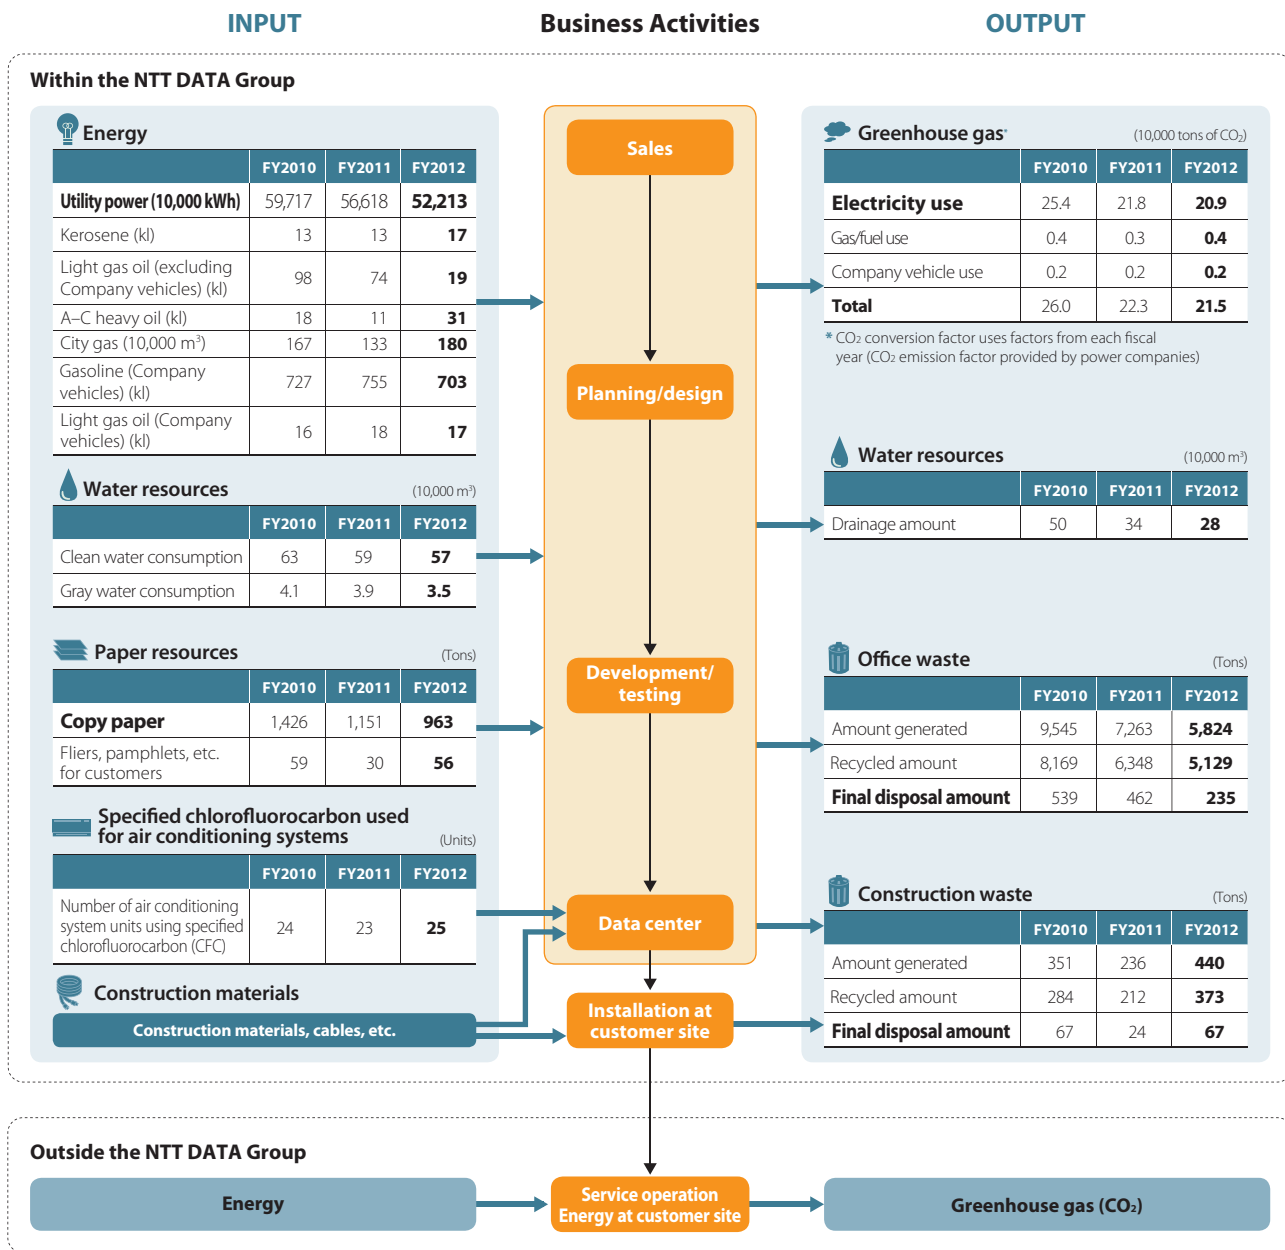 INPUT
Business Activities
OUTPUT
Within the NTT DATA Group
Energy
FY2010 FY2011 FY2012
Utility power (10,000 kWh) 59,717 56,618 52,213
Kerosene (kl) 13 13 17
Light gas oil (excluding
Company vehicles) (kl) 98 74 19
A–C heavy oil (kl) 18 11 31
City gas (10,000 m³) 167 133 180
Gasoline (Company
vehicles) (kl) 727 755 703
Light gas oil (Company
vehicles) (kl) 16 18 17
Water resources (10,000 m³)
FY2010 FY2011 FY2012
Clean water consumption 63 59 57
Gray water consumption 4.1 3.9 3.5
Paper resources (Tons)
FY2010 FY2011 FY2012
Copy paper 1,426 1,151 963
Fliers, pamphlets, etc.
for customers 59 30 56
Specified chlorofluorocarbon used
for air conditioning systems (Units)
FY2010 FY2011 FY2012
Number of air conditioning
system units using specified
chlorofluorocarbon (CFC) 24 23 25
Construction materials
Construction materials, cables, etc.
Sales
Planning/design
Development/
testing
Data center
Installation at
customer site
Greenhouse gas* (10,000 tons of CO₂)
FY2010 FY2011 FY2012
Electricity use 25.4 21.8 20.9
Gas/fuel use 0.4 0.3 0.4
Company vehicle use 0.2 0.2 0.2
Total 26.0 22.3 21.5
* CO₂ conversion factor uses factors from each fiscal
year (CO₂ emission factor provided by power companies)
Water resources (10,000 m³)
FY2010 FY2011 FY2012
Drainage amount 50 34 28
Office waste (Tons)
FY2010 FY2011 FY2012
Amount generated 9,545 7,263 5,824
Recycled amount 8,169 6,348 5,129
Final disposal amount 539 462 235
Construction waste (Tons)
FY2010 FY2011 FY2012
Amount generated 351 236 440
Recycled amount 284 212 373
Final disposal amount 67 24 67
Outside the NTT DATA Group
Energy
Service operation
Energy at customer site
Greenhouse gas (CO₂)